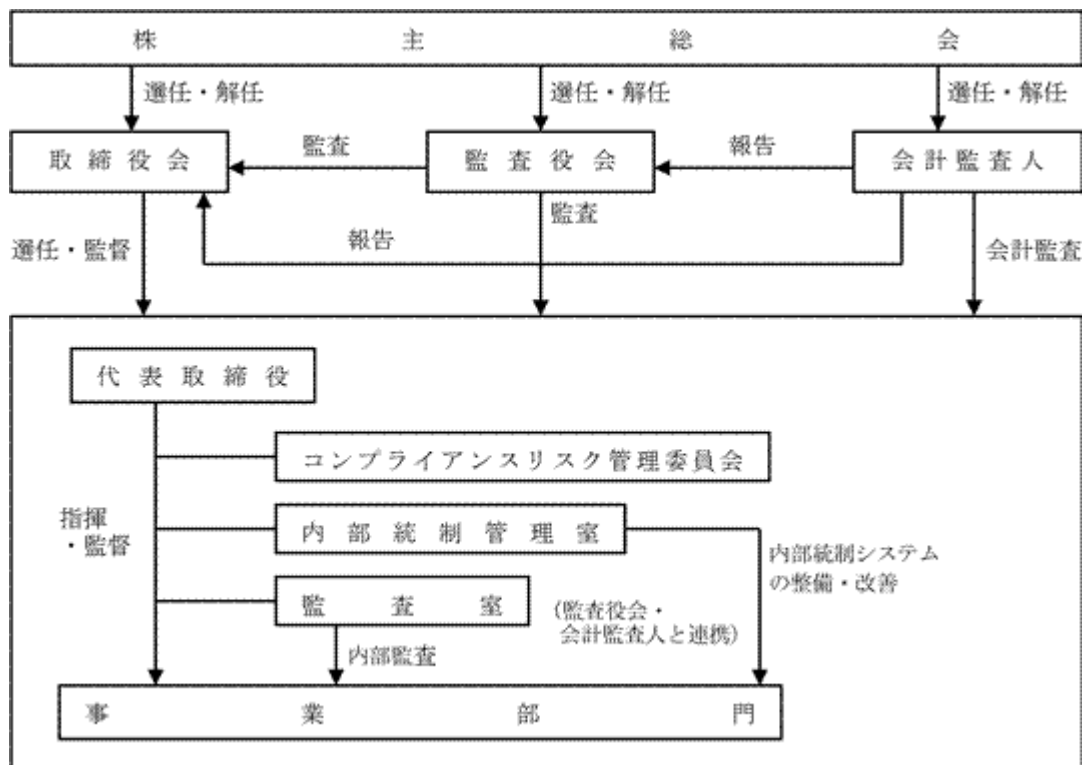 株主総会
選任・解任
選任・解任
選任・解任
取締役会
監査
監査役会
報告
会計監査人
監査
選任・監督
報告
会計監査
代表取締役
コンプライアンスリスク管理委員会
指揮
・監督
内部統制管理室
内部統制システム
の整備・改善
監査室
(監査役会・
会計監査人と連携)
内部監査
事業部門